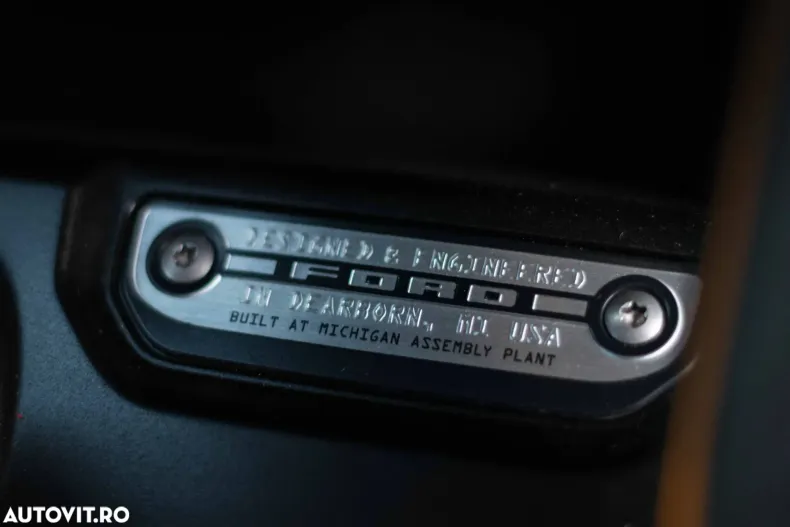 DESIGNED & ENGINEERED
FORD
IN DEARBORN, MI USA
BUILT AT MICHIGAN ASSEMBLY PLANT
AUTOVIT.RO